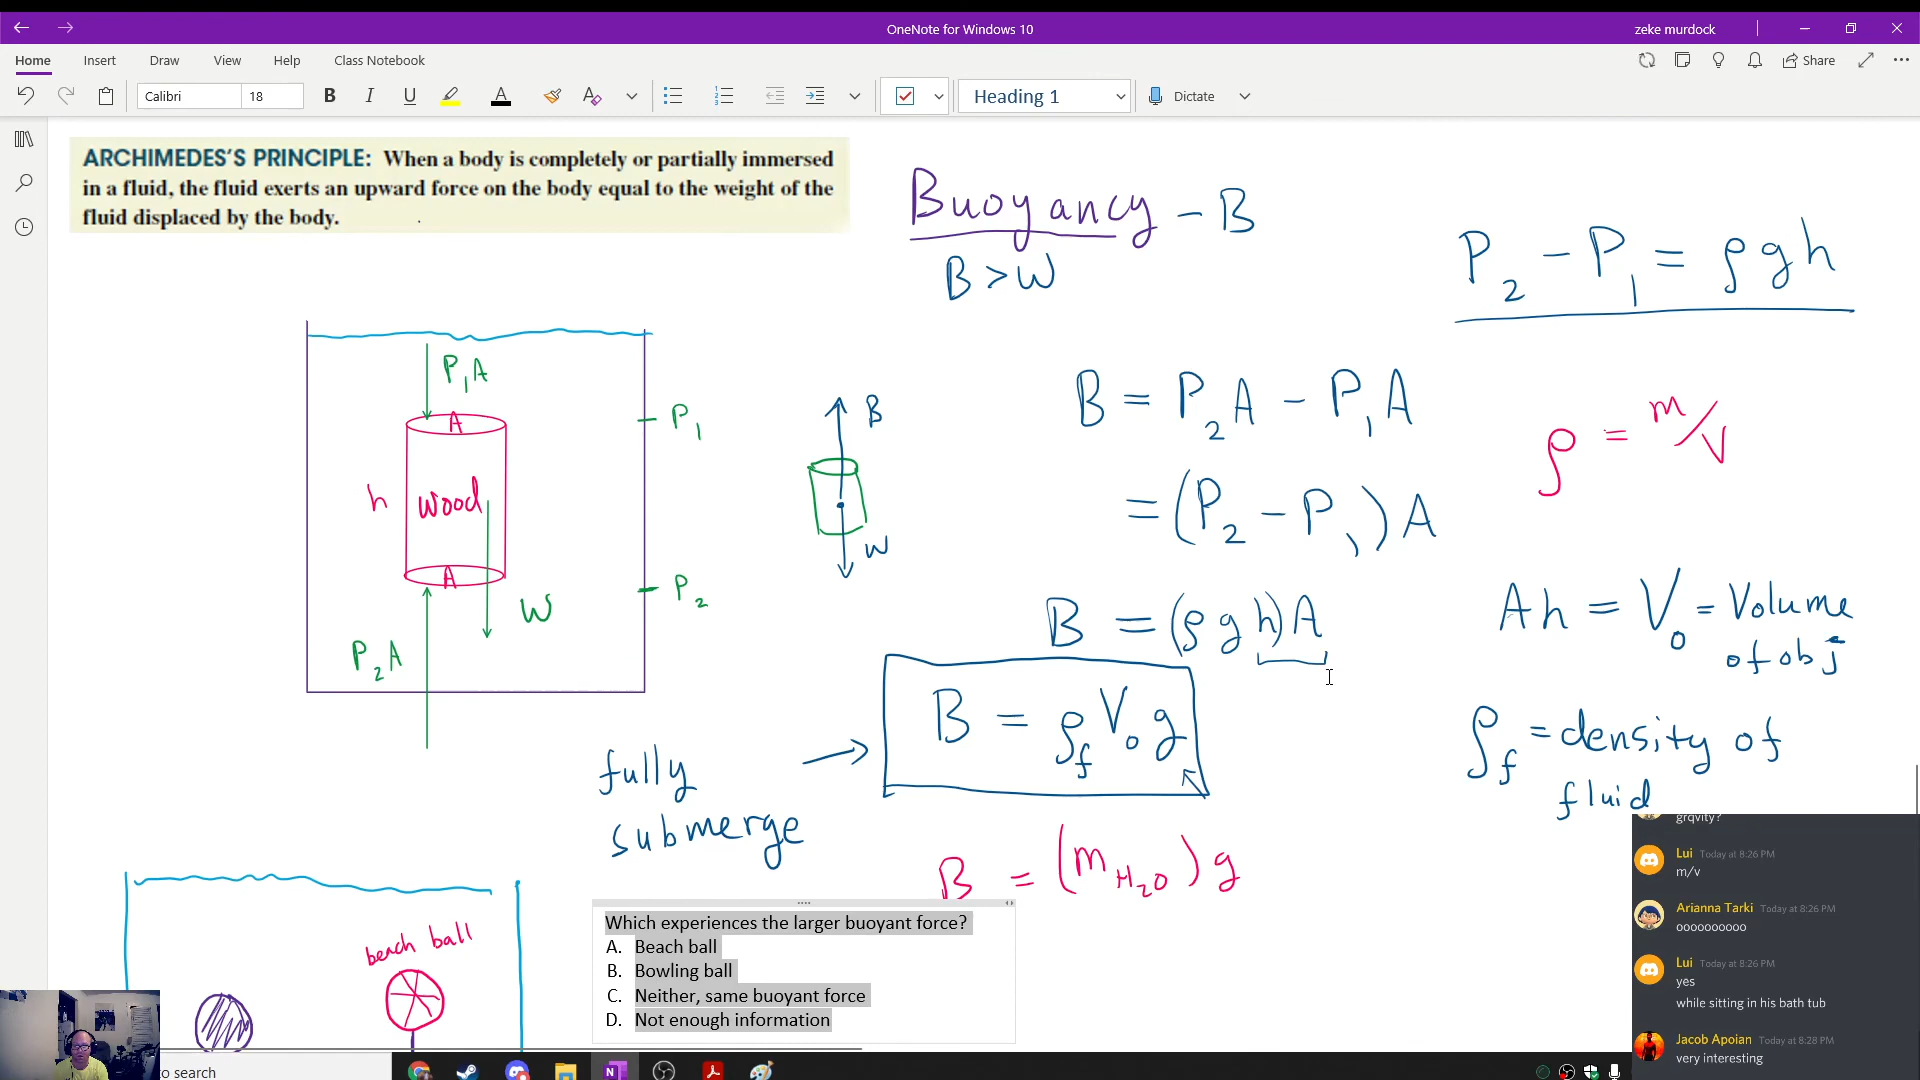 OneNote for Windows 10
zeke murdock
Home
Insert
Draw
View
Help
Class Notebook
Share
Calibri
18
B
I
U
A
A
Heading 1
Dictate
ARCHIMEDES'S PRINCIPLE: When a body is completely or partially immersed
in a fluid, the fluid exerts an upward force on the body equal to the weight of the
fluid displaced by the body.
Buoyancy - B
B > W
P₂ - P₁ = ρgh
P₁A
A
h
wood
A
W
P₂A
P₁
P₂
B
W
B = P₂A - P₁A
= (P₂ - P₁)A
B = (ρgh)A
B = ρf V₀ g
fully
submerge
B = (mH₂O)g
ρ = m/V
Ah = V₀ = Volume
of obj
ρf = density of
fluid
beach ball
Which experiences the larger buoyant force?
A. Beach ball
B. Bowling ball
C. Neither, same buoyant force
D. Not enough information
grqvity?
Lui Today at 8:26 PM
m/v
Arianna Tarki Today at 8:26 PM
oooooooooo
Lui Today at 8:26 PM
yes
while sitting in his bath tub
Jacob Apoian Today at 8:28 PM
very interesting
o search